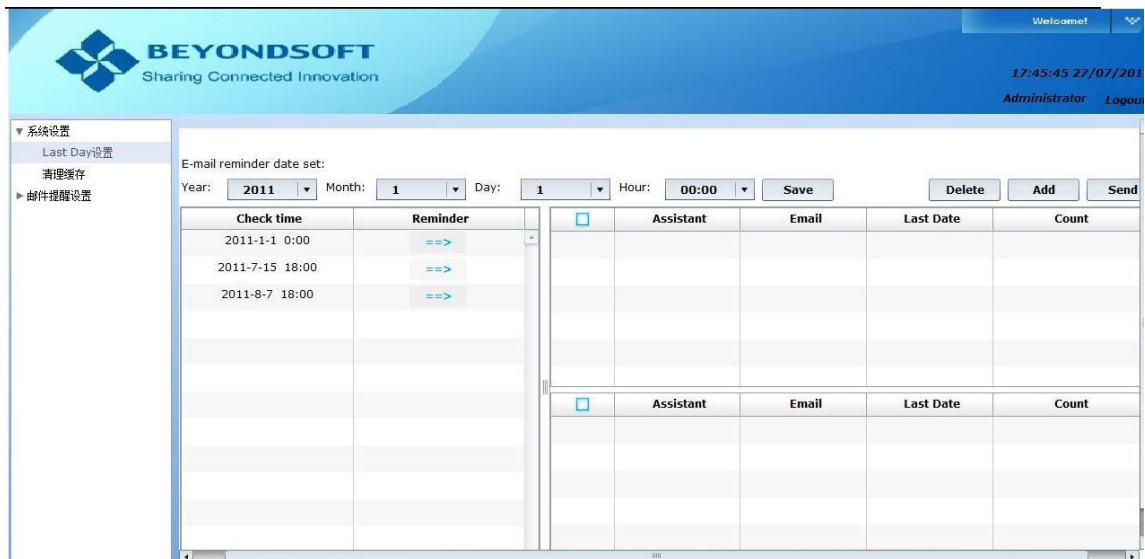 Welcome!
BEYONDSOFT
Sharing Connected Innovation
17:45:45 27/07/201
Administrator Logout
▼ 系统设置
Last Day设置
清理缓存
▶ 邮件提醒设置
E-mail reminder date set:
Year: 2011 Month: 1 Day: 1 Hour: 00:00 Save Delete Add Send
Check time Reminder
2011-1-1 0:00 ==>
2011-7-15 18:00 ==>
2011-8-7 18:00 ==>
Assistant Email Last Date Count
Assistant Email Last Date Count